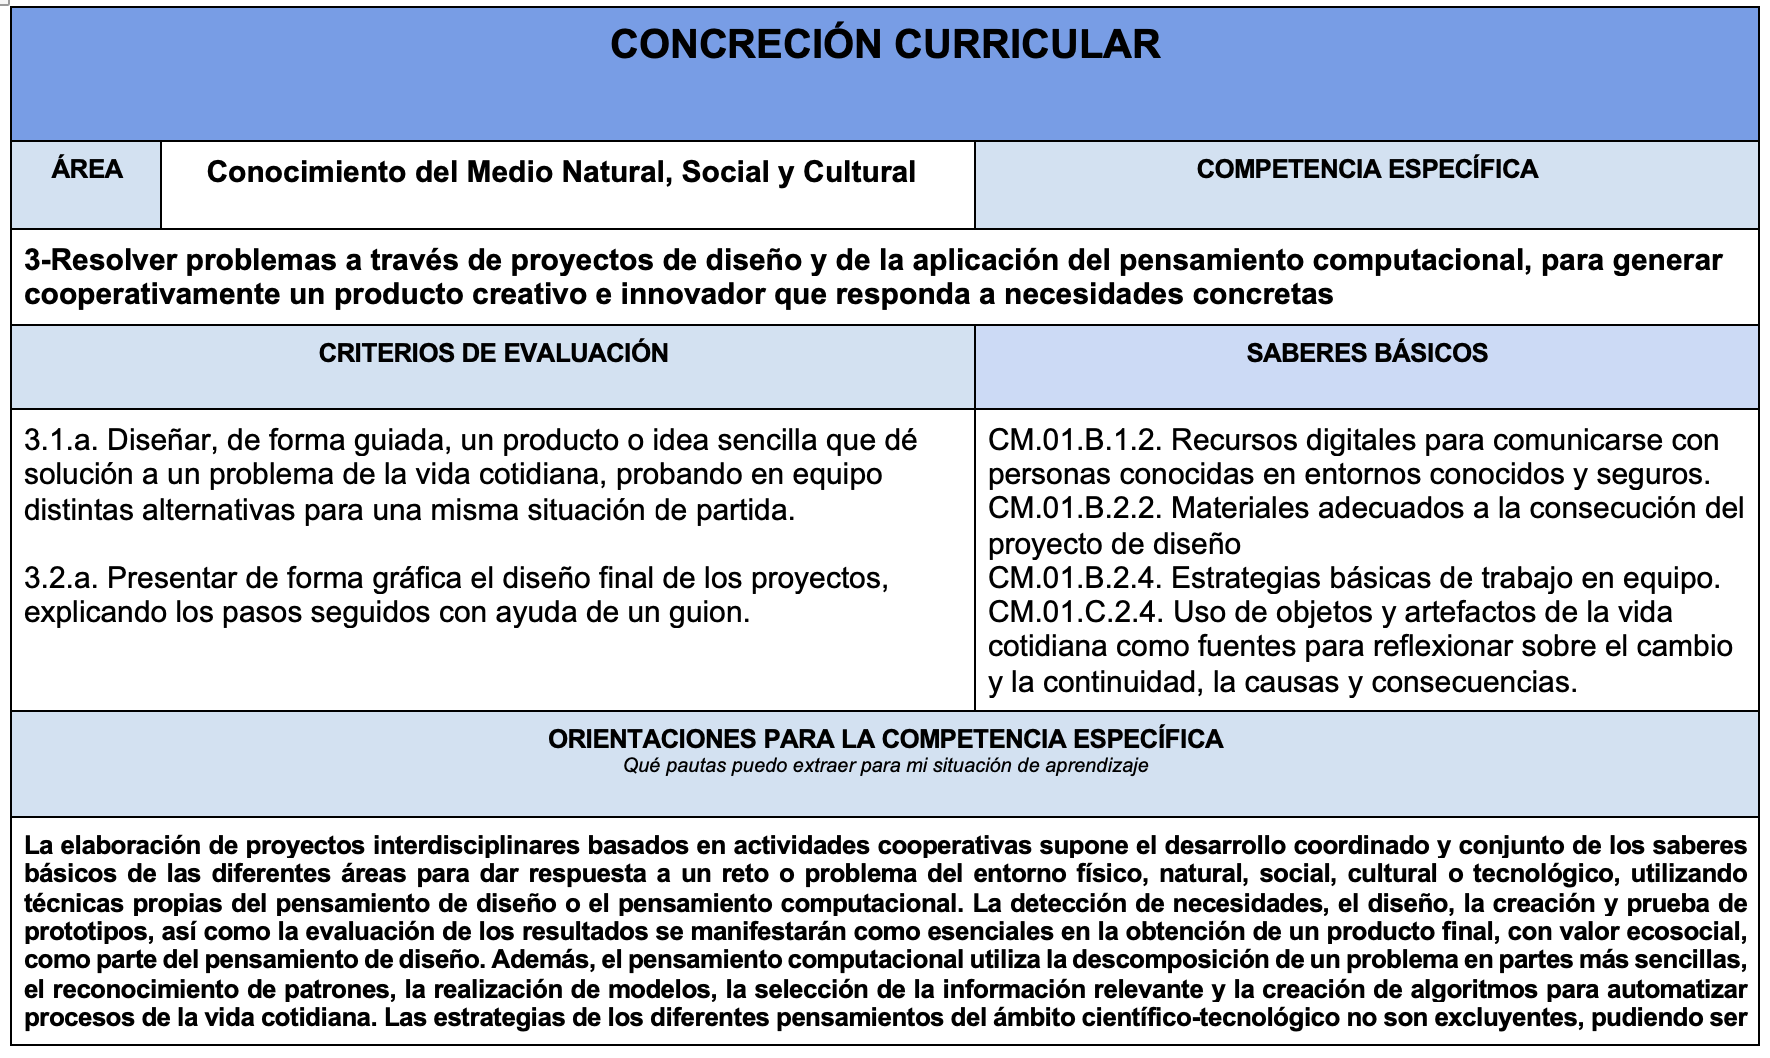 CONCRECIÓN CURRICULAR
ÁREA
Conocimiento del Medio Natural, Social y Cultural
COMPETENCIA ESPECÍFICA
3-Resolver problemas a través de proyectos de diseño y de la aplicación del pensamiento computacional, para generar
cooperativamente un producto creativo e innovador que responda a necesidades concretas
CRITERIOS DE EVALUACIÓN
SABERES BÁSICOS
3.1.a. Diseñar, de forma guiada, un producto o idea sencilla que dé
solución a un problema de la vida cotidiana, probando en equipo
distintas alternativas para una misma situación de partida.
3.2.a. Presentar de forma gráfica el diseño final de los proyectos,
explicando los pasos seguidos con ayuda de un guion.
CM.01.B.1.2. Recursos digitales para comunicarse con
personas conocidas en entornos conocidos y seguros.
CM.01.B.2.2. Materiales adecuados a la consecución del
proyecto de diseño
CM.01.B.2.4. Estrategias básicas de trabajo en equipo.
CM.01.C.2.4. Uso de objetos y artefactos de la vida
cotidiana como fuentes para reflexionar sobre el cambio
y la continuidad, la causas y consecuencias.
ORIENTACIONES PARA LA COMPETENCIA ESPECÍFICA
Qué pautas puedo extraer para mi situación de aprendizaje
La elaboración de proyectos interdisciplinares basados en actividades cooperativas supone el desarrollo coordinado y conjunto de los saberes
básicos de las diferentes áreas para dar respuesta a un reto o problema del entorno físico, natural, social, cultural o tecnológico, utilizando
técnicas propias del pensamiento de diseño o el pensamiento computacional. La detección de necesidades, el diseño, la creación y prueba de
prototipos, así como la evaluación de los resultados se manifestarán como esenciales en la obtención de un producto final, con valor ecosocial,
como parte del pensamiento de diseño. Además, el pensamiento computacional utiliza la descomposición de un problema en partes más sencillas,
el reconocimiento de patrones, la realización de modelos, la selección de la información relevante y la creación de algoritmos para automatizar
procesos de la vida cotidiana. Las estrategias de los diferentes pensamientos del ámbito científico-tecnológico no son excluyentes, pudiendo ser